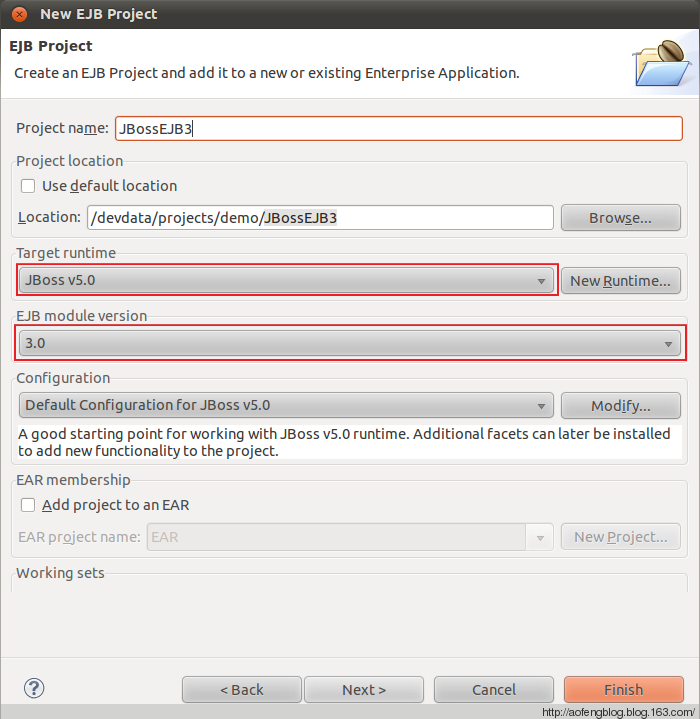 New EJB Project
EJB Project
Create an EJB Project and add it to a new or existing Enterprise Application.
Project name: JBossEJB3
Project location
Use default location
Location: /devdata/projects/demo/JBossEJB3 Browse...
Target runtime
JBoss v5.0 New Runtime...
EJB module version
3.0
Configuration
Default Configuration for JBoss v5.0 Modify...
A good starting point for working with JBoss v5.0 runtime. Additional facets can later be installed
to add new functionality to the project.
EAR membership
Add project to an EAR
EAR project name: EAR New Project...
Working sets
? < Back Next > Cancel Finish
http://aofengblog.blog.163.com/